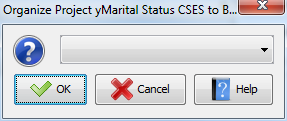 Organize Project yMarital Status CSES to B...
OK
Cancel
Help